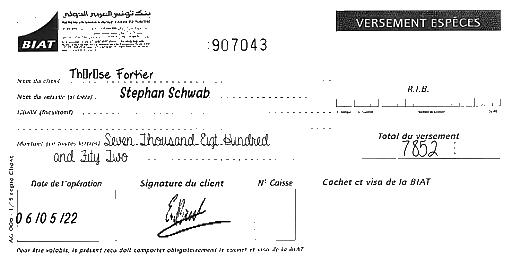 بنك تونس العربي الدولي
BIAT
VERSEMENT ESPÈCES
907043
Nom du client Thérèse Fortier
Nom du remettant (si tiers) Stephan Schwab
R.I.B.
Libellé (facultatif)
Montant (en toutes lettres) Seven Thousand Eigt Hundred
and Fity Two
Total du versement
7852
Date de l'opération
Signature du client
N° Caisse
Cachet et visa de la BIAT
06/05/22
Pour être valable, le présent reçu doit comporter obligatoirement le cachet et visa de la BIAT